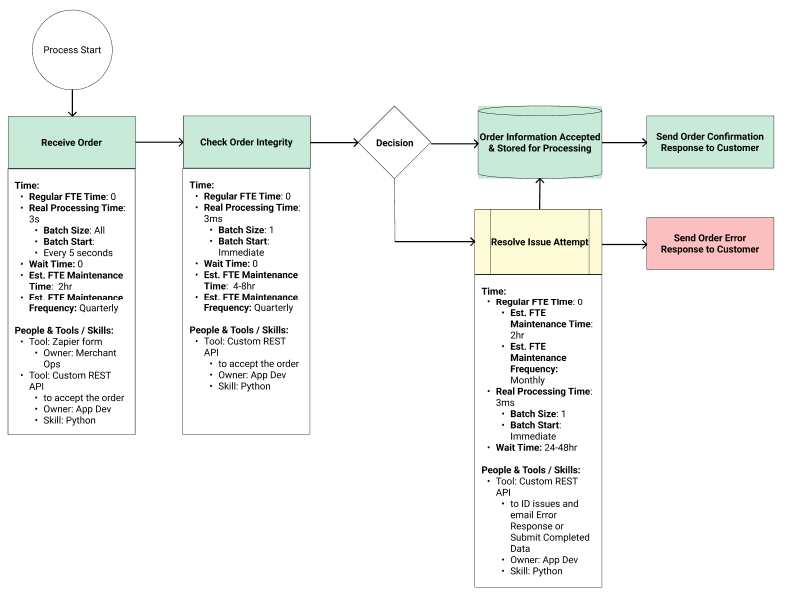 Process Start
Receive Order
Time:
• Regular FTE Time: 0
• Real Processing Time:
3s
• Batch Size: All
• Batch Start:
• Every 5 seconds
• Wait Time: 0
• Est. FTE Maintenance
Time: 2hr
• Est. FTE Maintenance
Frequency: Quarterly
People & Tools / Skills:
• Tool: Zapier form
• Owner: Merchant
Ops
• Tool: Custom REST
API
• to accept the order
• Owner: App Dev
• Skill: Python
Check Order Integrity
Time:
• Regular FTE Time: 0
• Real Processing Time:
3ms
• Batch Size: 1
• Batch Start:
Immediate
• Wait Time: 0
• Est. FTE Maintenance
Time: 4-8hr
• Est. FTE Maintenance
Frequency: Quarterly
People & Tools / Skills:
• Tool: Custom REST
API
• to accept the order
• Owner: App Dev
• Skill: Python
Decision
Order Information Accepted
& Stored for Processing
Send Order Confirmation
Response to Customer
Resolve Issue Attempt
Time:
• Regular FTE Time: 0
• Est. FTE
Maintenance Time:
2hr
• Est. FTE
Maintenance
Frequency:
Monthly
• Real Processing Time:
3ms
• Batch Size: 1
• Batch Start:
Immediate
• Wait Time: 24-48hr
People & Tools / Skills:
• Tool: Custom REST
API
• to ID issues and
email Error
Response or
Submit Completed
Data
• Owner: App Dev
• Skill: Python
Send Order Error
Response to Customer